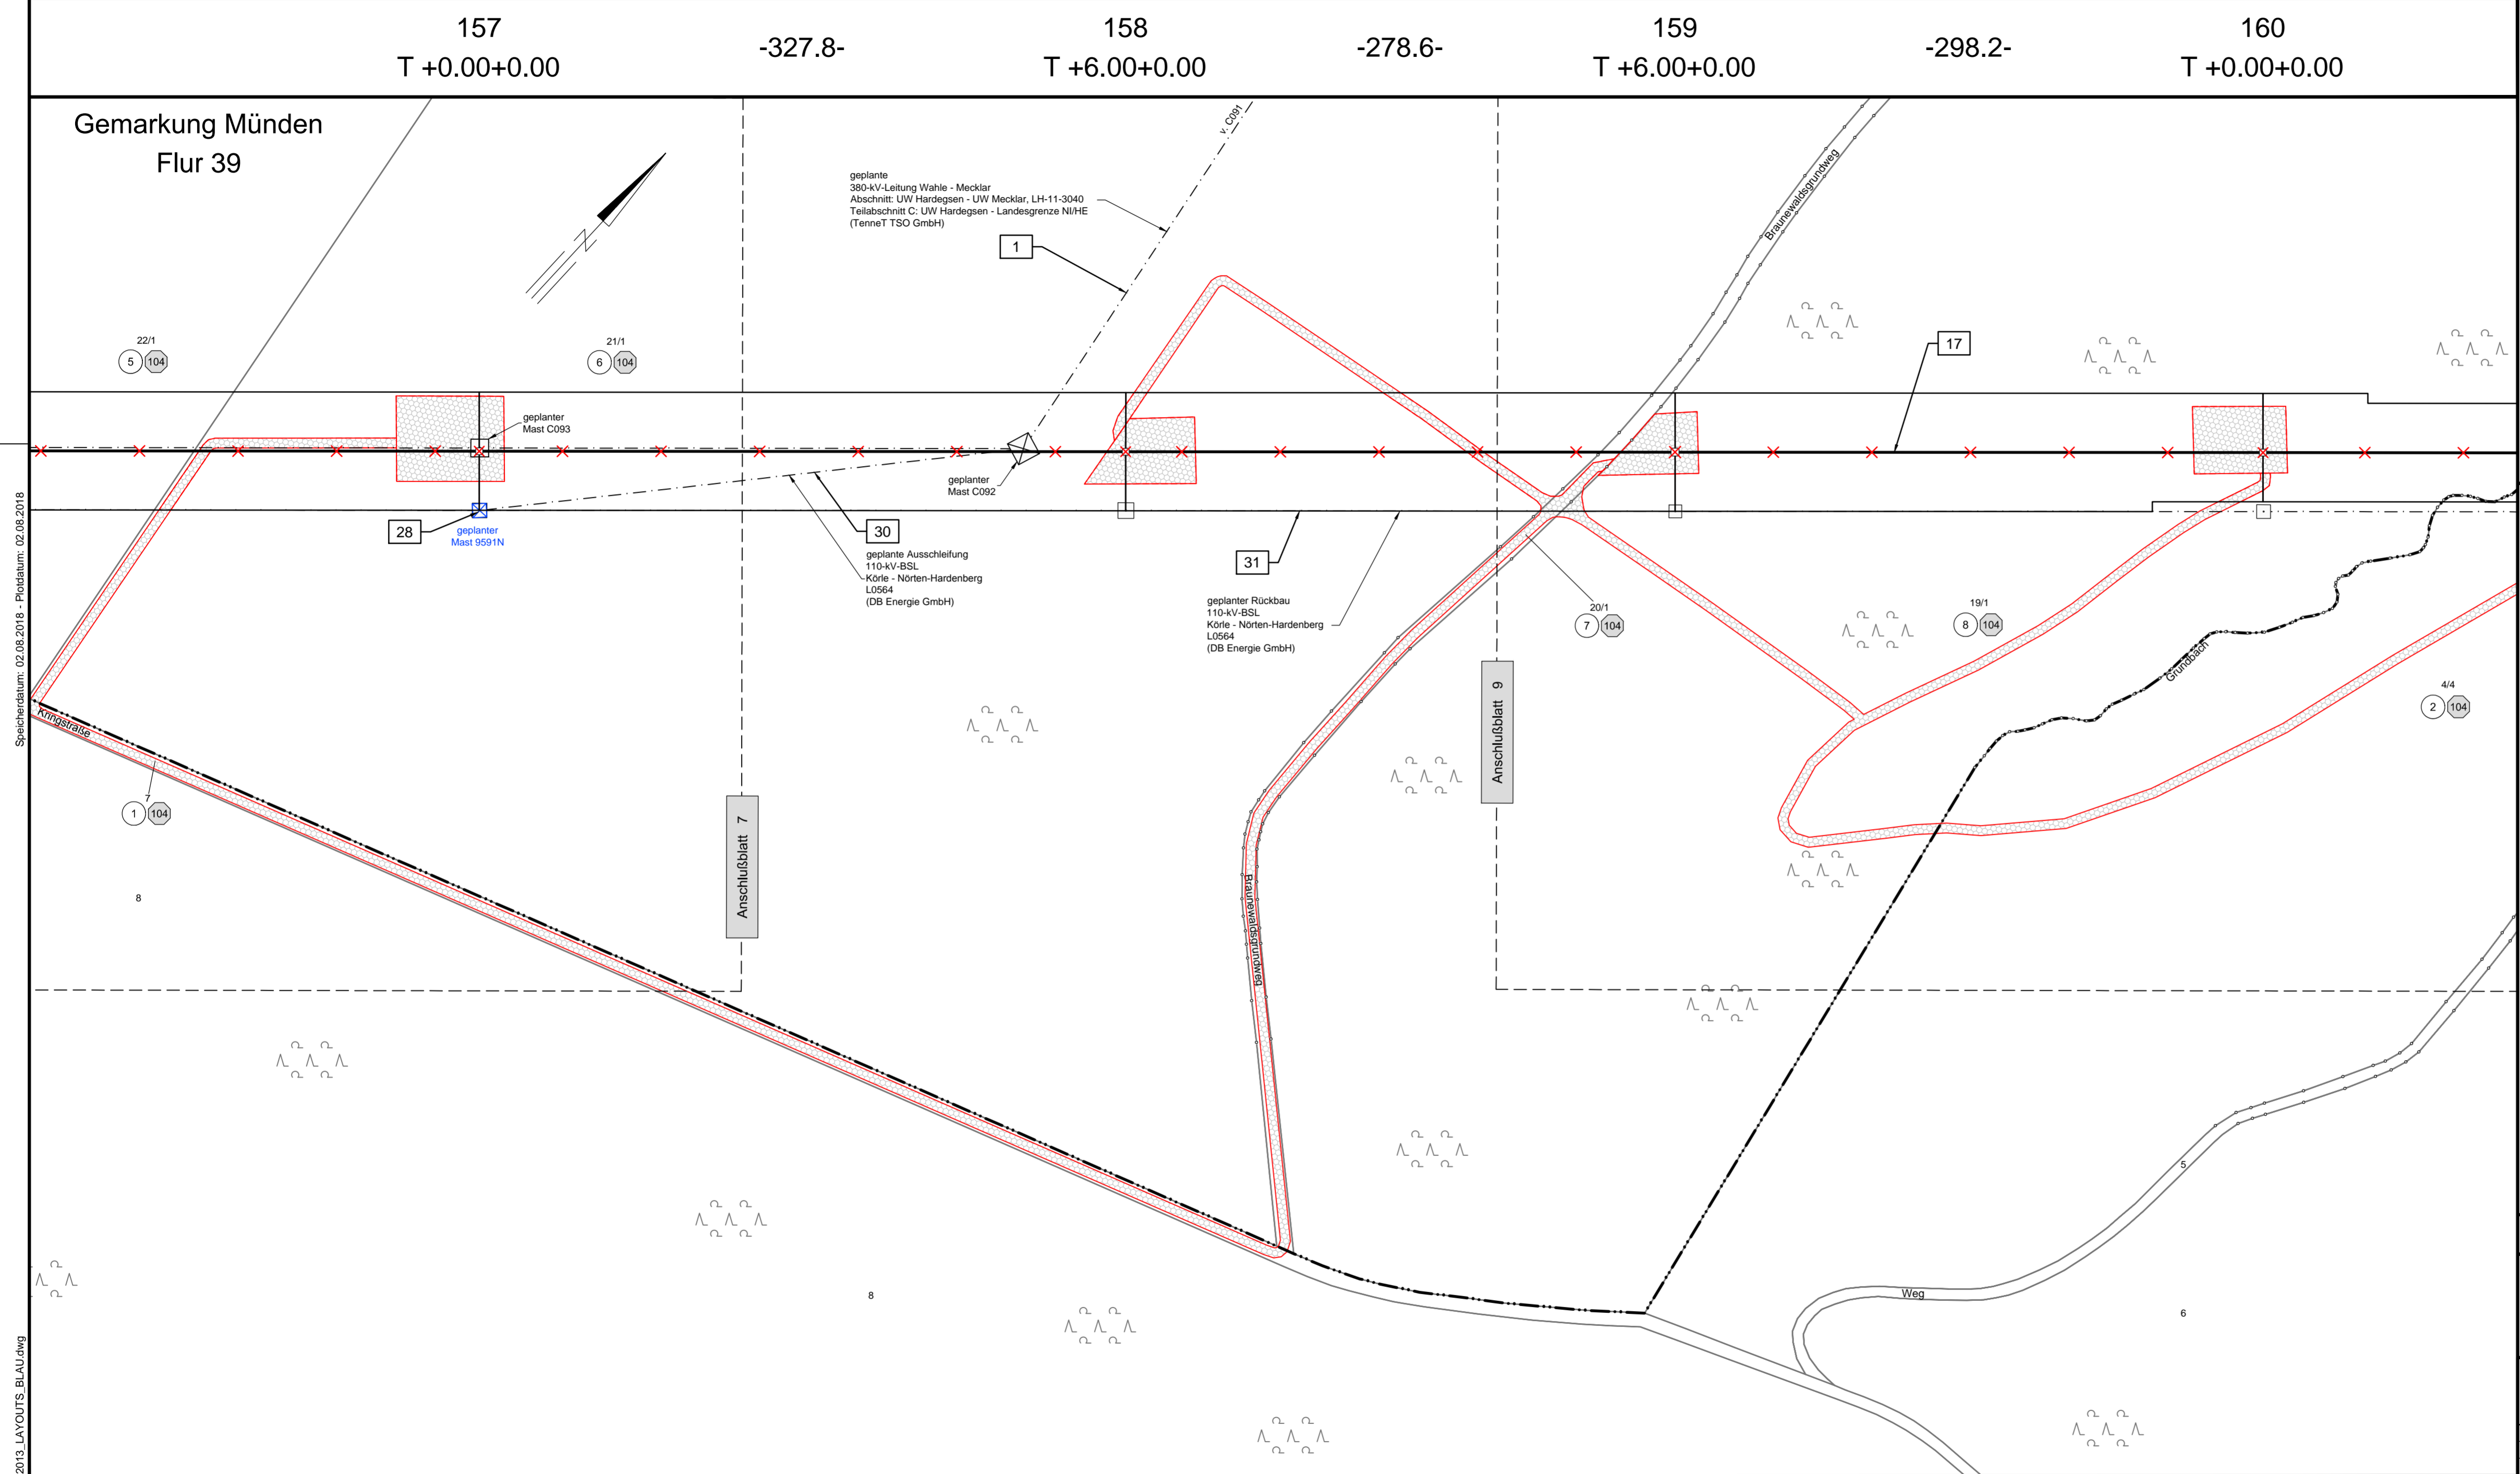 157
T +0.00+0.00
-327.8-
158
T +6.00+0.00
-278.6-
159
T +6.00+0.00
-298.2-
160
T +0.00+0.00
Gemarkung Münden
Flur 39
N
v. C091
geplante
380-kV-Leitung Wahle - Mecklar
Abschnitt: UW Hardegsen - UW Mecklar, LH-11-3040
Teilabschnitt C: UW Hardegsen - Landesgrenze NI/HE
(TenneT TSO GmbH)
1
Braunewaldsgrundweg
22/1
5 104
21/1
6 104
17
geplanter
Mast C093
geplanter
Mast C092
28
geplanter
Mast 9591N
30
geplante Ausschleifung
110-kV-BSL
Körle - Nörten-Hardenberg
L0564
(DB Energie GmbH)
31
geplanter Rückbau
110-kV-BSL
Körle - Nörten-Hardenberg
L0564
(DB Energie GmbH)
20/1
7 104
19/1
8 104
Grundbach
4/4
2 104
Kringstraße
7
1 104
Anschlußblatt 7
Anschlußblatt 9
8
Braunewaldsgrundweg
5
8
Weg
6
Speicherdatum: 02.08.2018 - Plotdatum: 02.08.2018
2013_LAYOUTS_BLAU.dwg